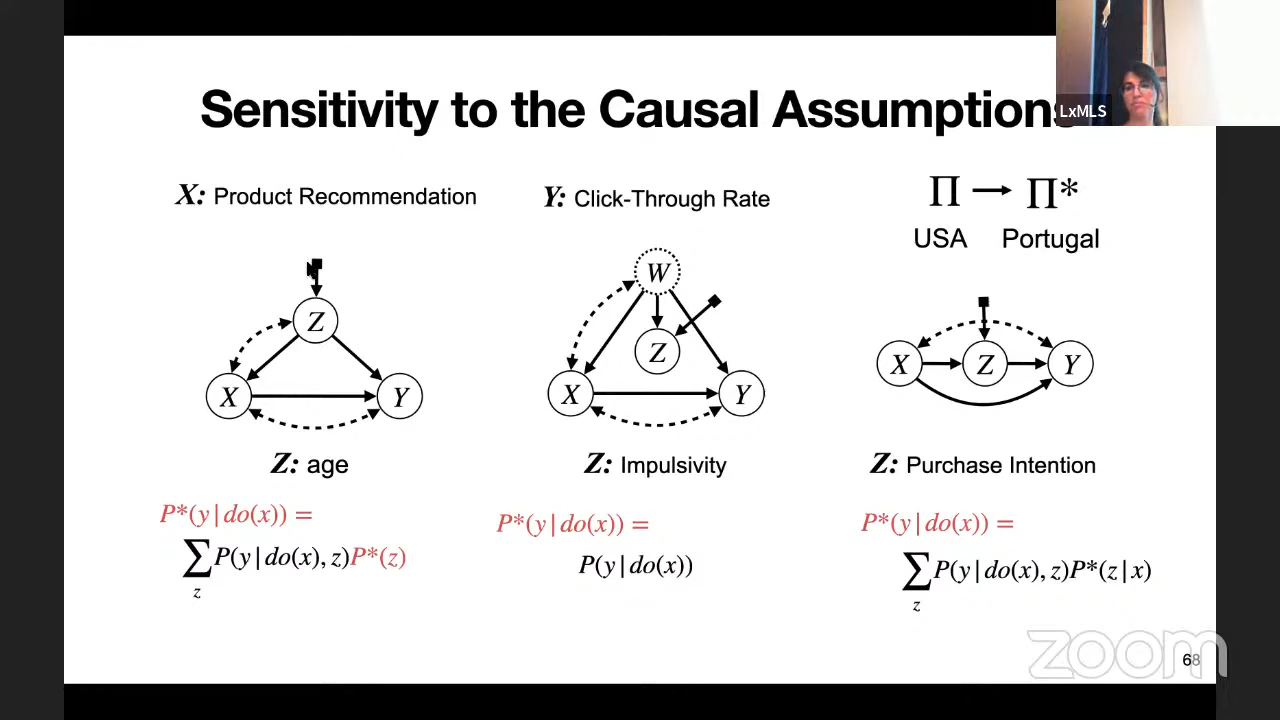 Sensitivity to the Causal Assumptions
LxMLS
X: Product Recommendation
Y: Click-Through Rate
Π → Π*
USA Portugal
Z
X
Y
W
Z
X
Y
X
Z
Y
Z: age
Z: Impulsivity
Z: Purchase Intention
P*(y|do(x)) =
∑P(y|do(x), z)P*(z)
z
P*(y|do(x)) =
P(y|do(x))
P*(y|do(x)) =
∑P(y|do(x), z)P*(z|x)
z
zoom
68